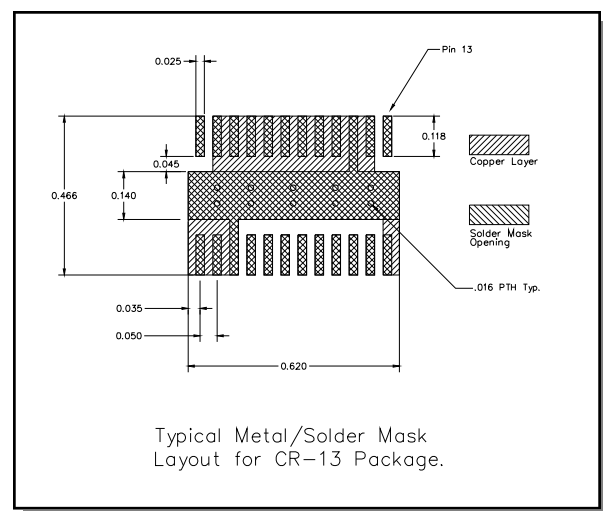 Pin 13
0.025
0.118
Copper Layer
0.045
0.466
0.140
Solder Mask
Opening
.016 PTH Typ.
0.035
0.050
0.620
Typical Metal/Solder Mask
Layout for CR-13 Package.